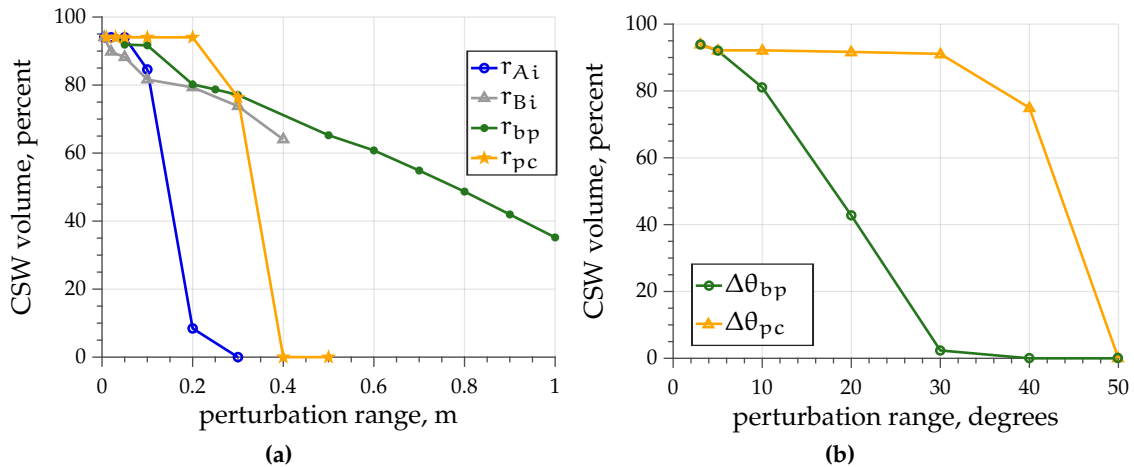 100
80
60
40
20
0
CSW volume, percent
r_Ai
r_Bi
r_bp
r_pc
0 0.2 0.4 0.6 0.8 1
perturbation range, m
(a)
100
80
60
40
20
0
CSW volume, percent
Δθ_bp
Δθ_pc
0 10 20 30 40 50
perturbation range, degrees
(b)